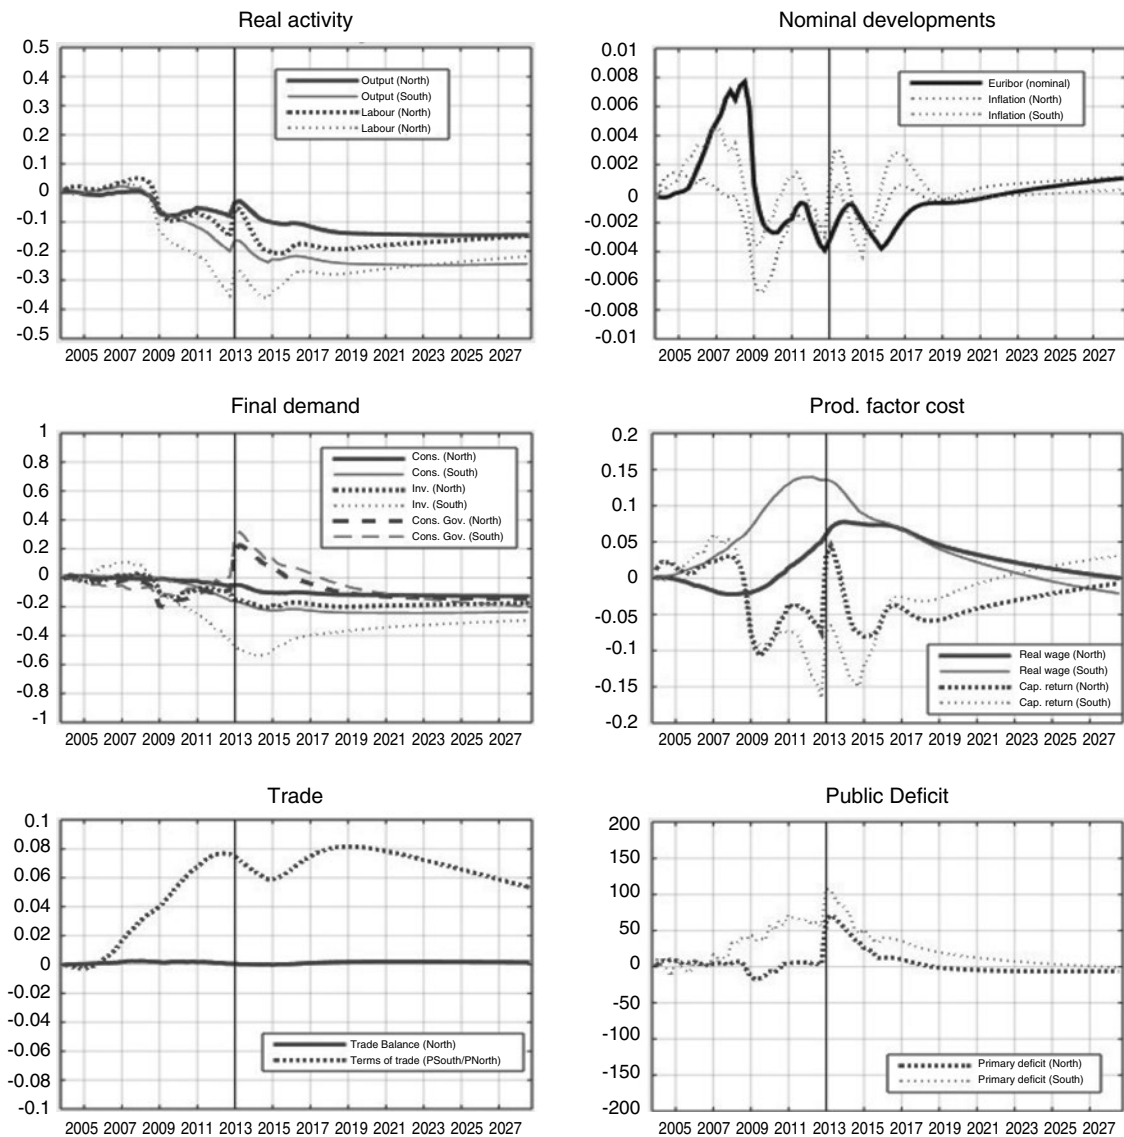 Real activity
0.5
0.4
0.3
0.2
0.1
0
-0.1
-0.2
-0.3
-0.4
-0.5
Output (North)
Output (South)
Labour (North)
Labour (North)
2005 2007 2009 2011 2013 2015 2017 2019 2021 2023 2025 2027
Nominal developments
0.01
0.008
0.006
0.004
0.002
0
-0.002
-0.004
-0.006
-0.008
-0.01
Euribor (nominal)
Inflation (North)
Inflation (South)
2005 2007 2009 2011 2013 2015 2017 2019 2021 2023 2025 2027
Final demand
1
0.8
0.6
0.4
0.2
0
-0.2
-0.4
-0.6
-0.8
-1
Cons. (North)
Cons. (South)
Inv. (North)
Inv. (South)
Cons. Gov. (North)
Cons. Gov. (South)
2005 2007 2009 2011 2013 2015 2017 2019 2021 2023 2025 2027
Prod. factor cost
0.2
0.15
0.1
0.05
0
-0.05
-0.1
-0.15
-0.2
Real wage (North)
Real wage (South)
Cap. return (North)
Cap. return (South)
2005 2007 2009 2011 2013 2015 2017 2019 2021 2023 2025 2027
Trade
0.1
0.08
0.06
0.04
0.02
0
-0.02
-0.04
-0.06
-0.08
-0.1
Trade Balance (North)
Terms of trade (PSouth/PNorth)
2005 2007 2009 2011 2013 2015 2017 2019 2021 2023 2025 2027
Public Deficit
200
150
100
50
0
-50
-100
-150
-200
Primary deficit (North)
Primary deficit (South)
2005 2007 2009 2011 2013 2015 2017 2019 2021 2023 2025 2027